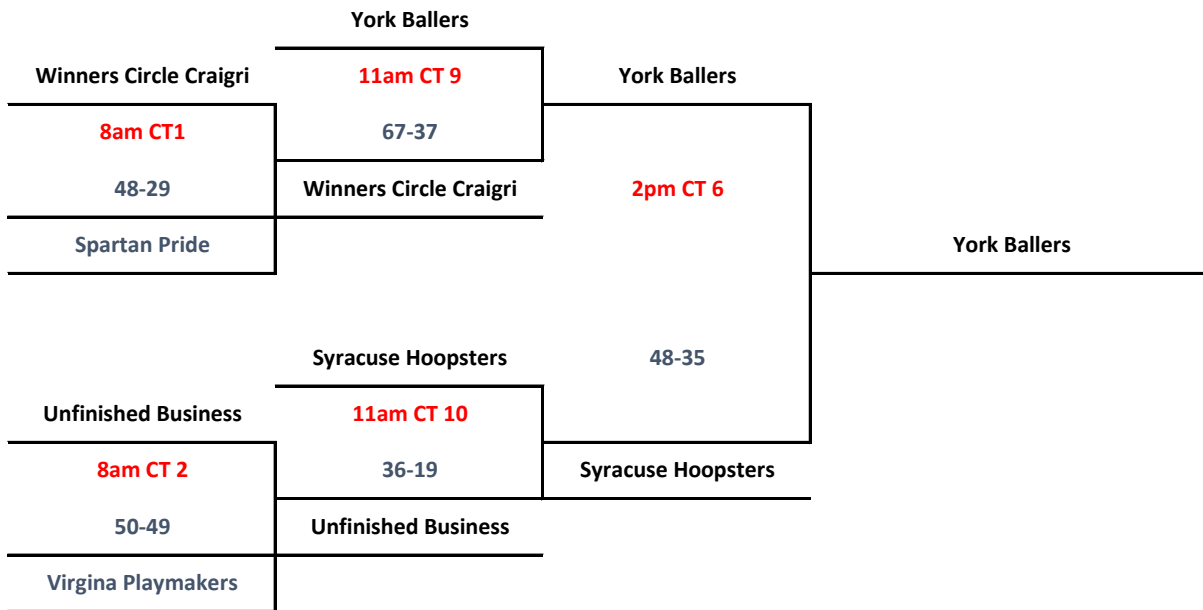 York Ballers
Winners Circle Craigri
11am CT 9
York Ballers
8am CT1
67-37
48-29
Winners Circle Craigri
2pm CT 6
Spartan Pride
York Ballers
Syracuse Hoopsters
48-35
Unfinished Business
11am CT 10
8am CT 2
36-19
Syracuse Hoopsters
50-49
Unfinished Business
Virgina Playmakers